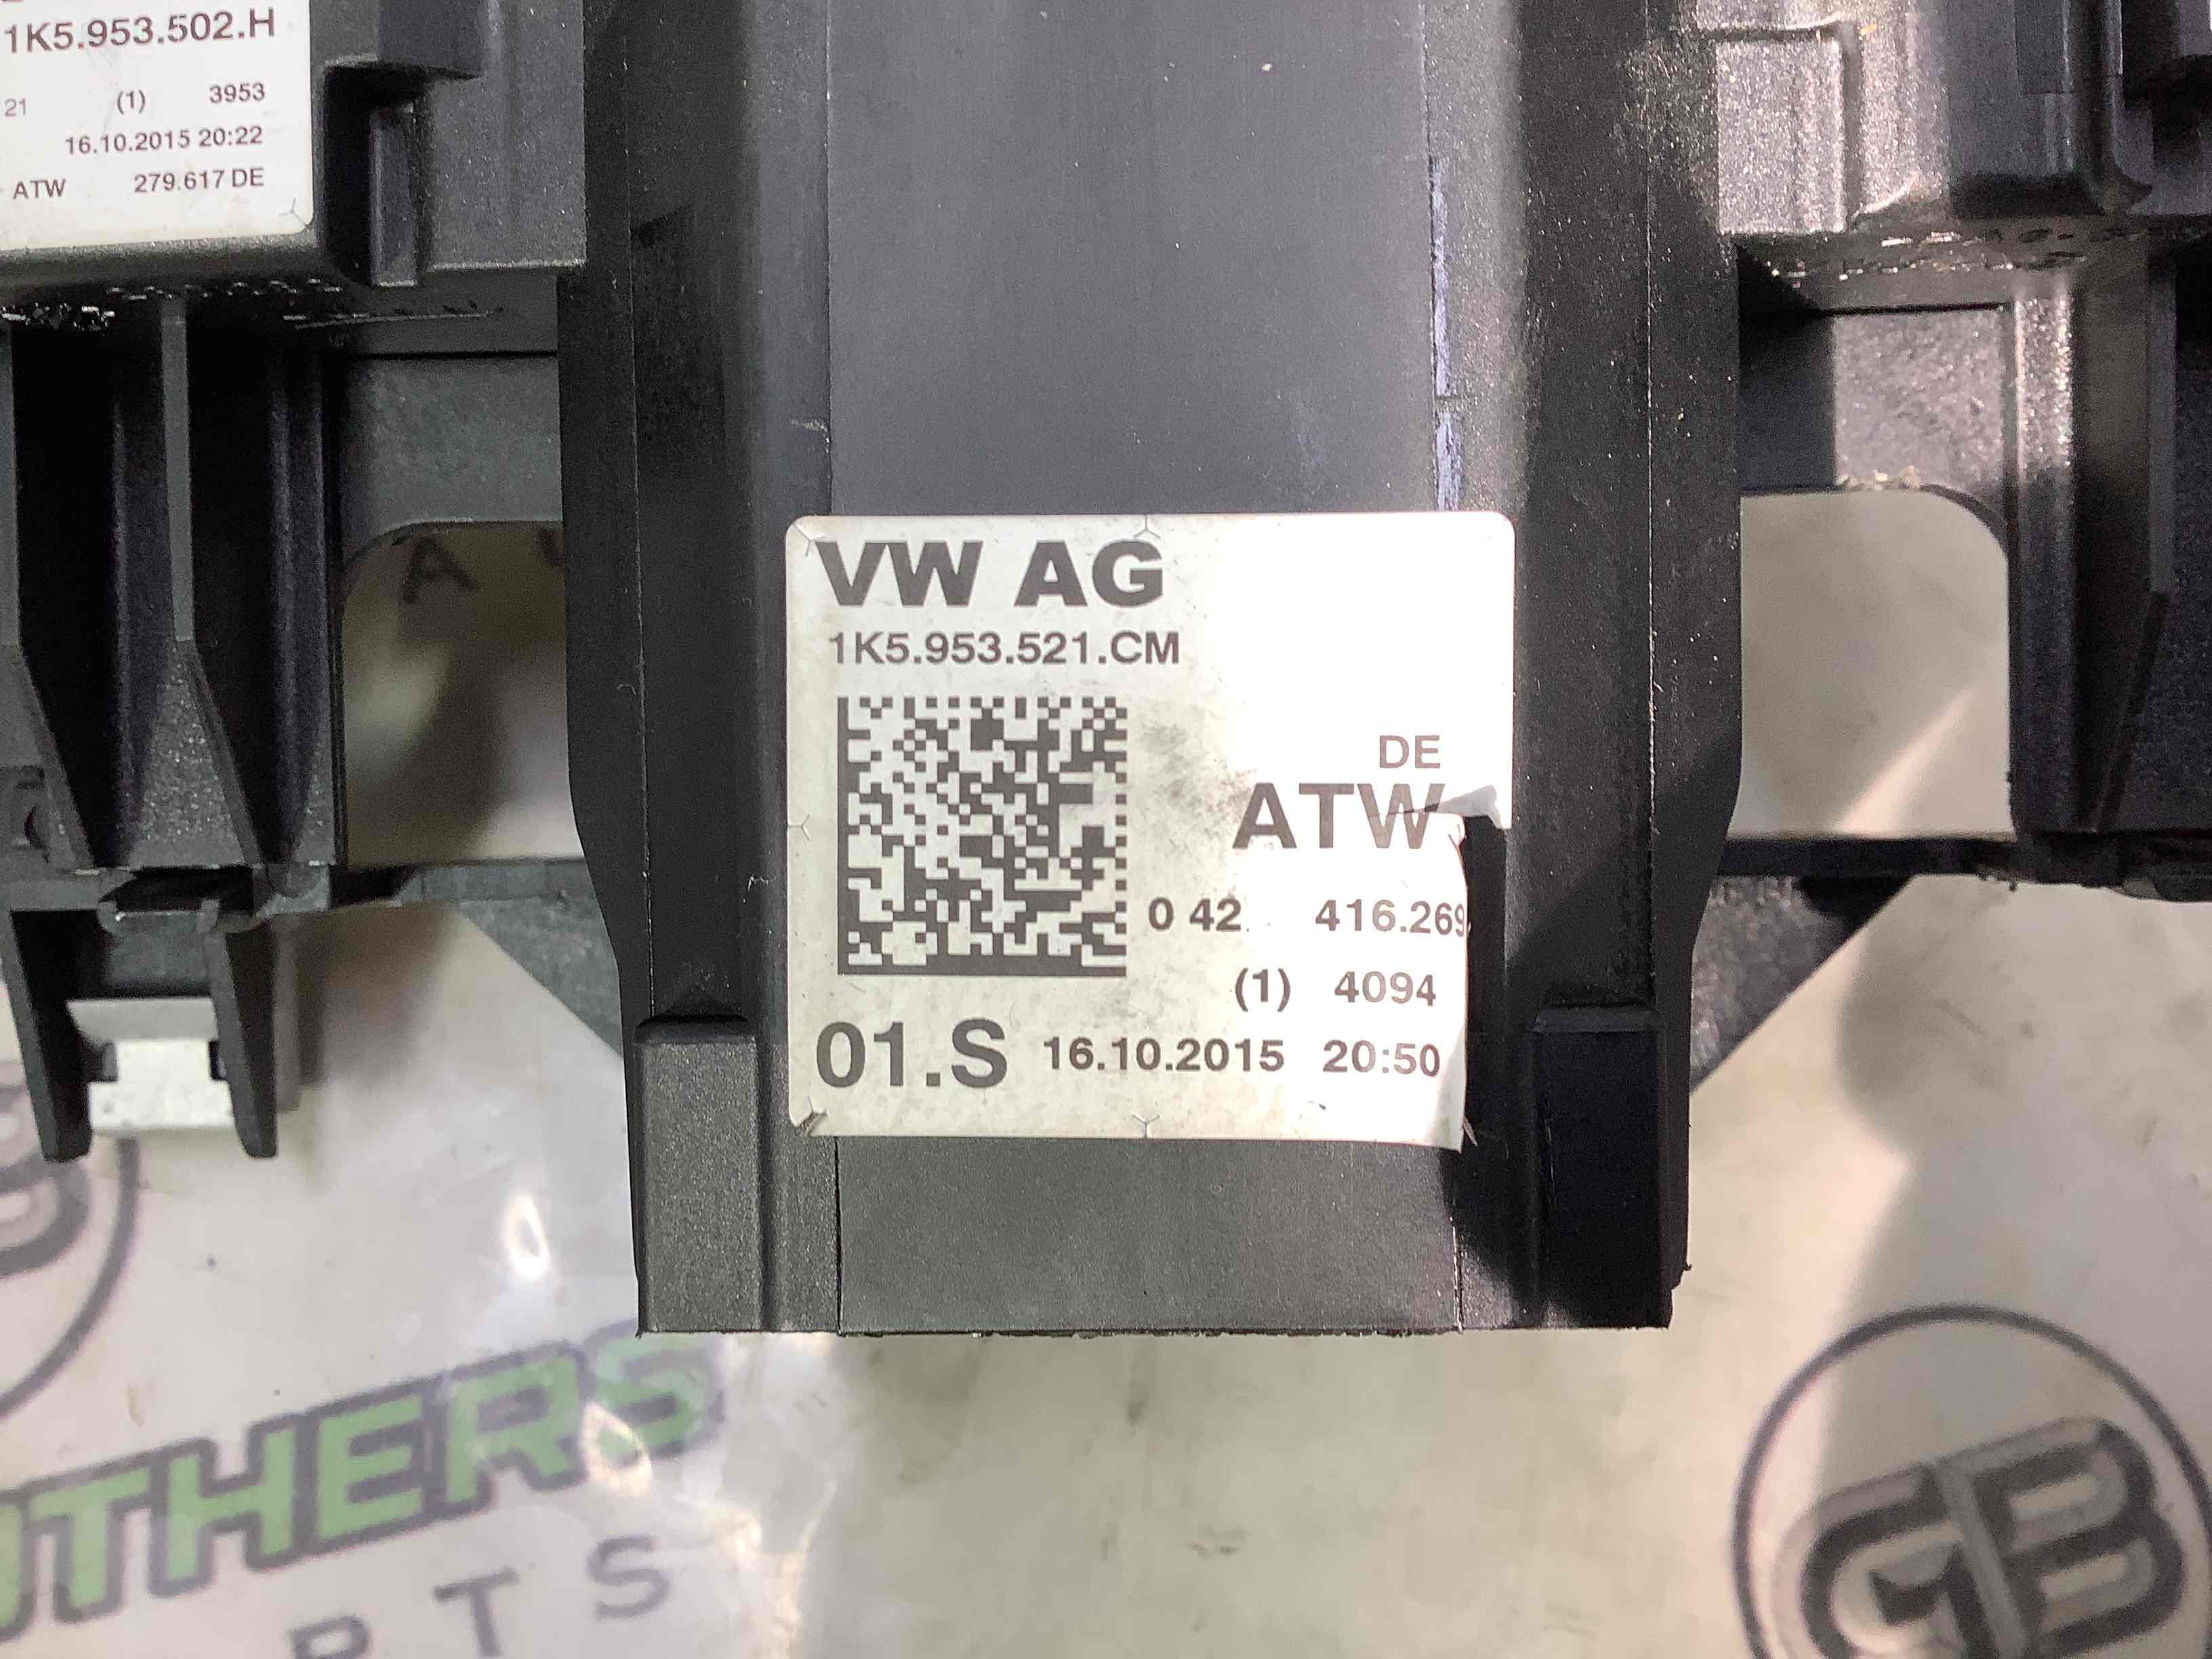 1K5.953.502.H
21 (1) 3953
16.10.2015 20:22
ATW 279.617 DE
VW AG
1K5.953.521.CM
DE
ATW
0 42 416.269
(1) 4094
01.S 16.10.2015 20:50
GB